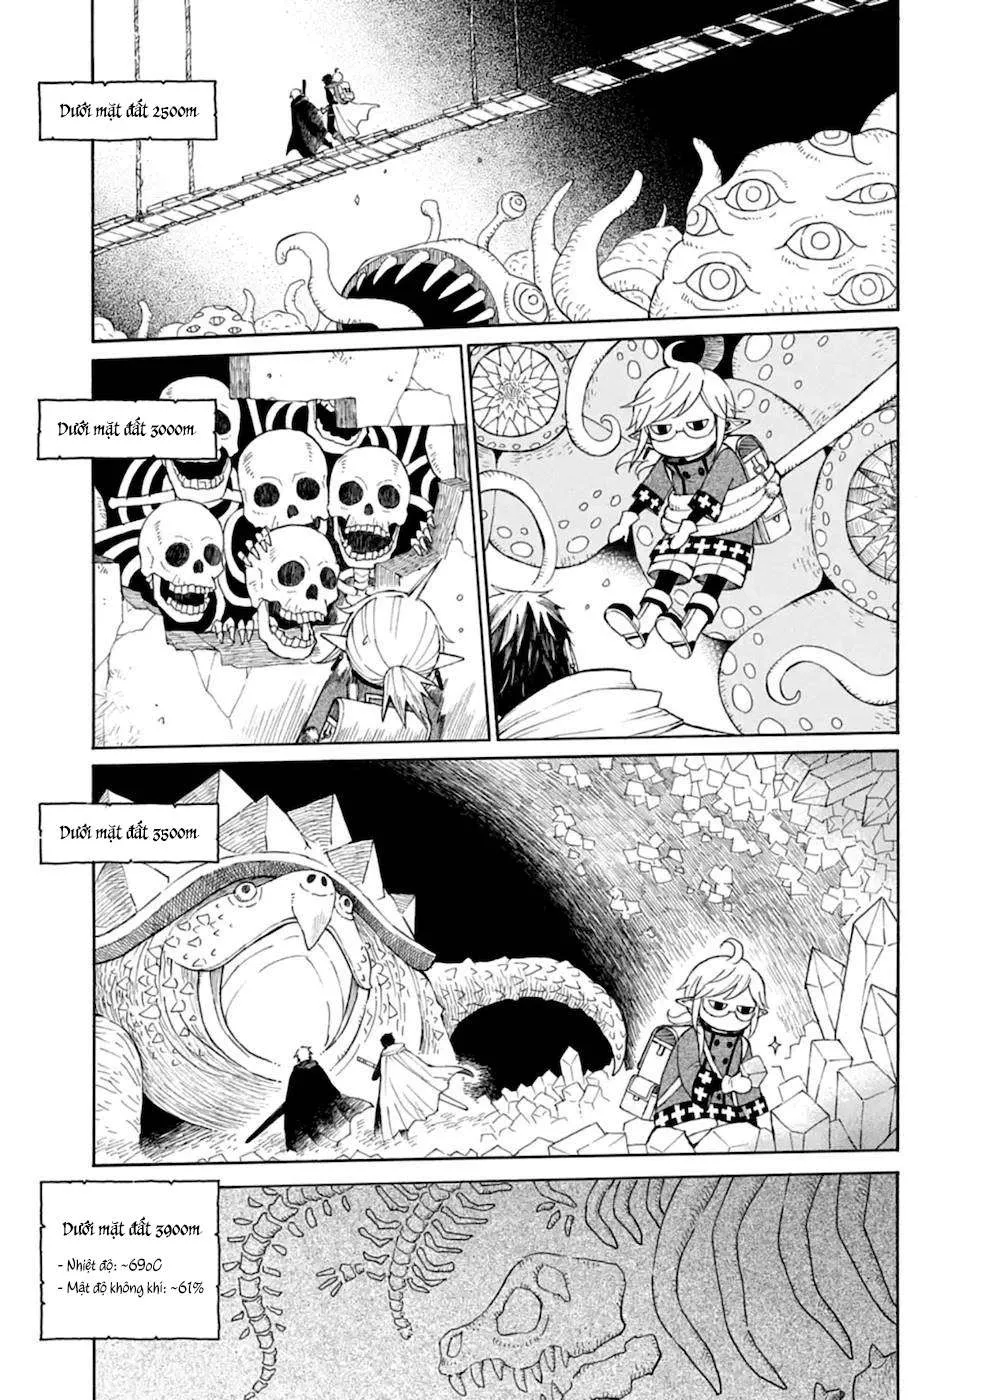 Dưới mặt đất 2500m
Dưới mặt đất 3000m
Dưới mặt đất 3500m
Dưới mặt đất 3900m
- Nhiệt độ: ~69oC
- Mật độ không khí: ~61%